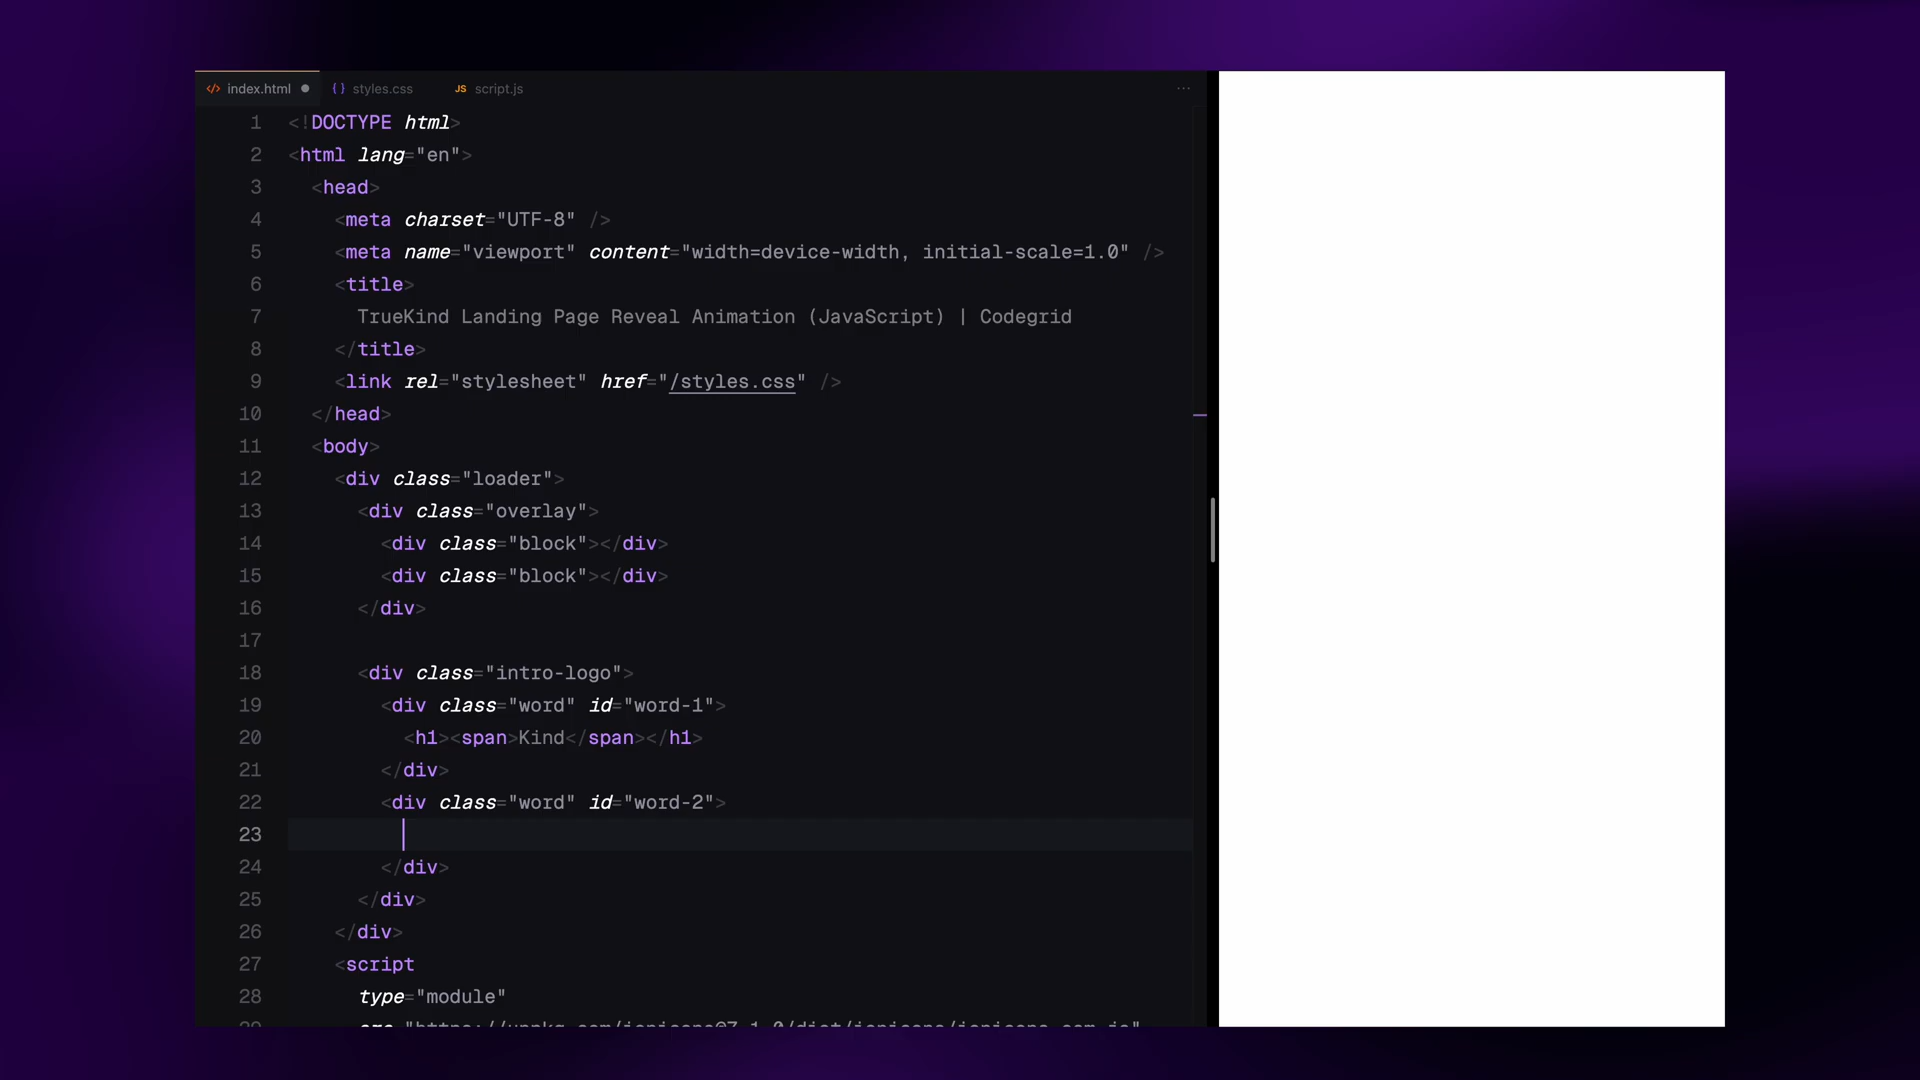 index.html
styles.css
JS script.js
1 <!DOCTYPE html>
2 <html lang="en">
3 <head>
4 <meta charset="UTF-8" />
5 <meta name="viewport" content="width=device-width, initial-scale=1.0" />
6 <title>
7 TrueKind Landing Page Reveal Animation (JavaScript) | Codegrid
8 </title>
9 <link rel="stylesheet" href="/styles.css" />
10 </head>
11 <body>
12 <div class="loader">
13 <div class="overlay">
14 <div class="block"></div>
15 <div class="block"></div>
16 </div>
17
18 <div class="intro-logo">
19 <div class="word" id="word-1">
20 <h1><span>Kind</span></h1>
21 </div>
22 <div class="word" id="word-2">
23
24 </div>
25 </div>
26 </div>
27 <script
28 type="module"